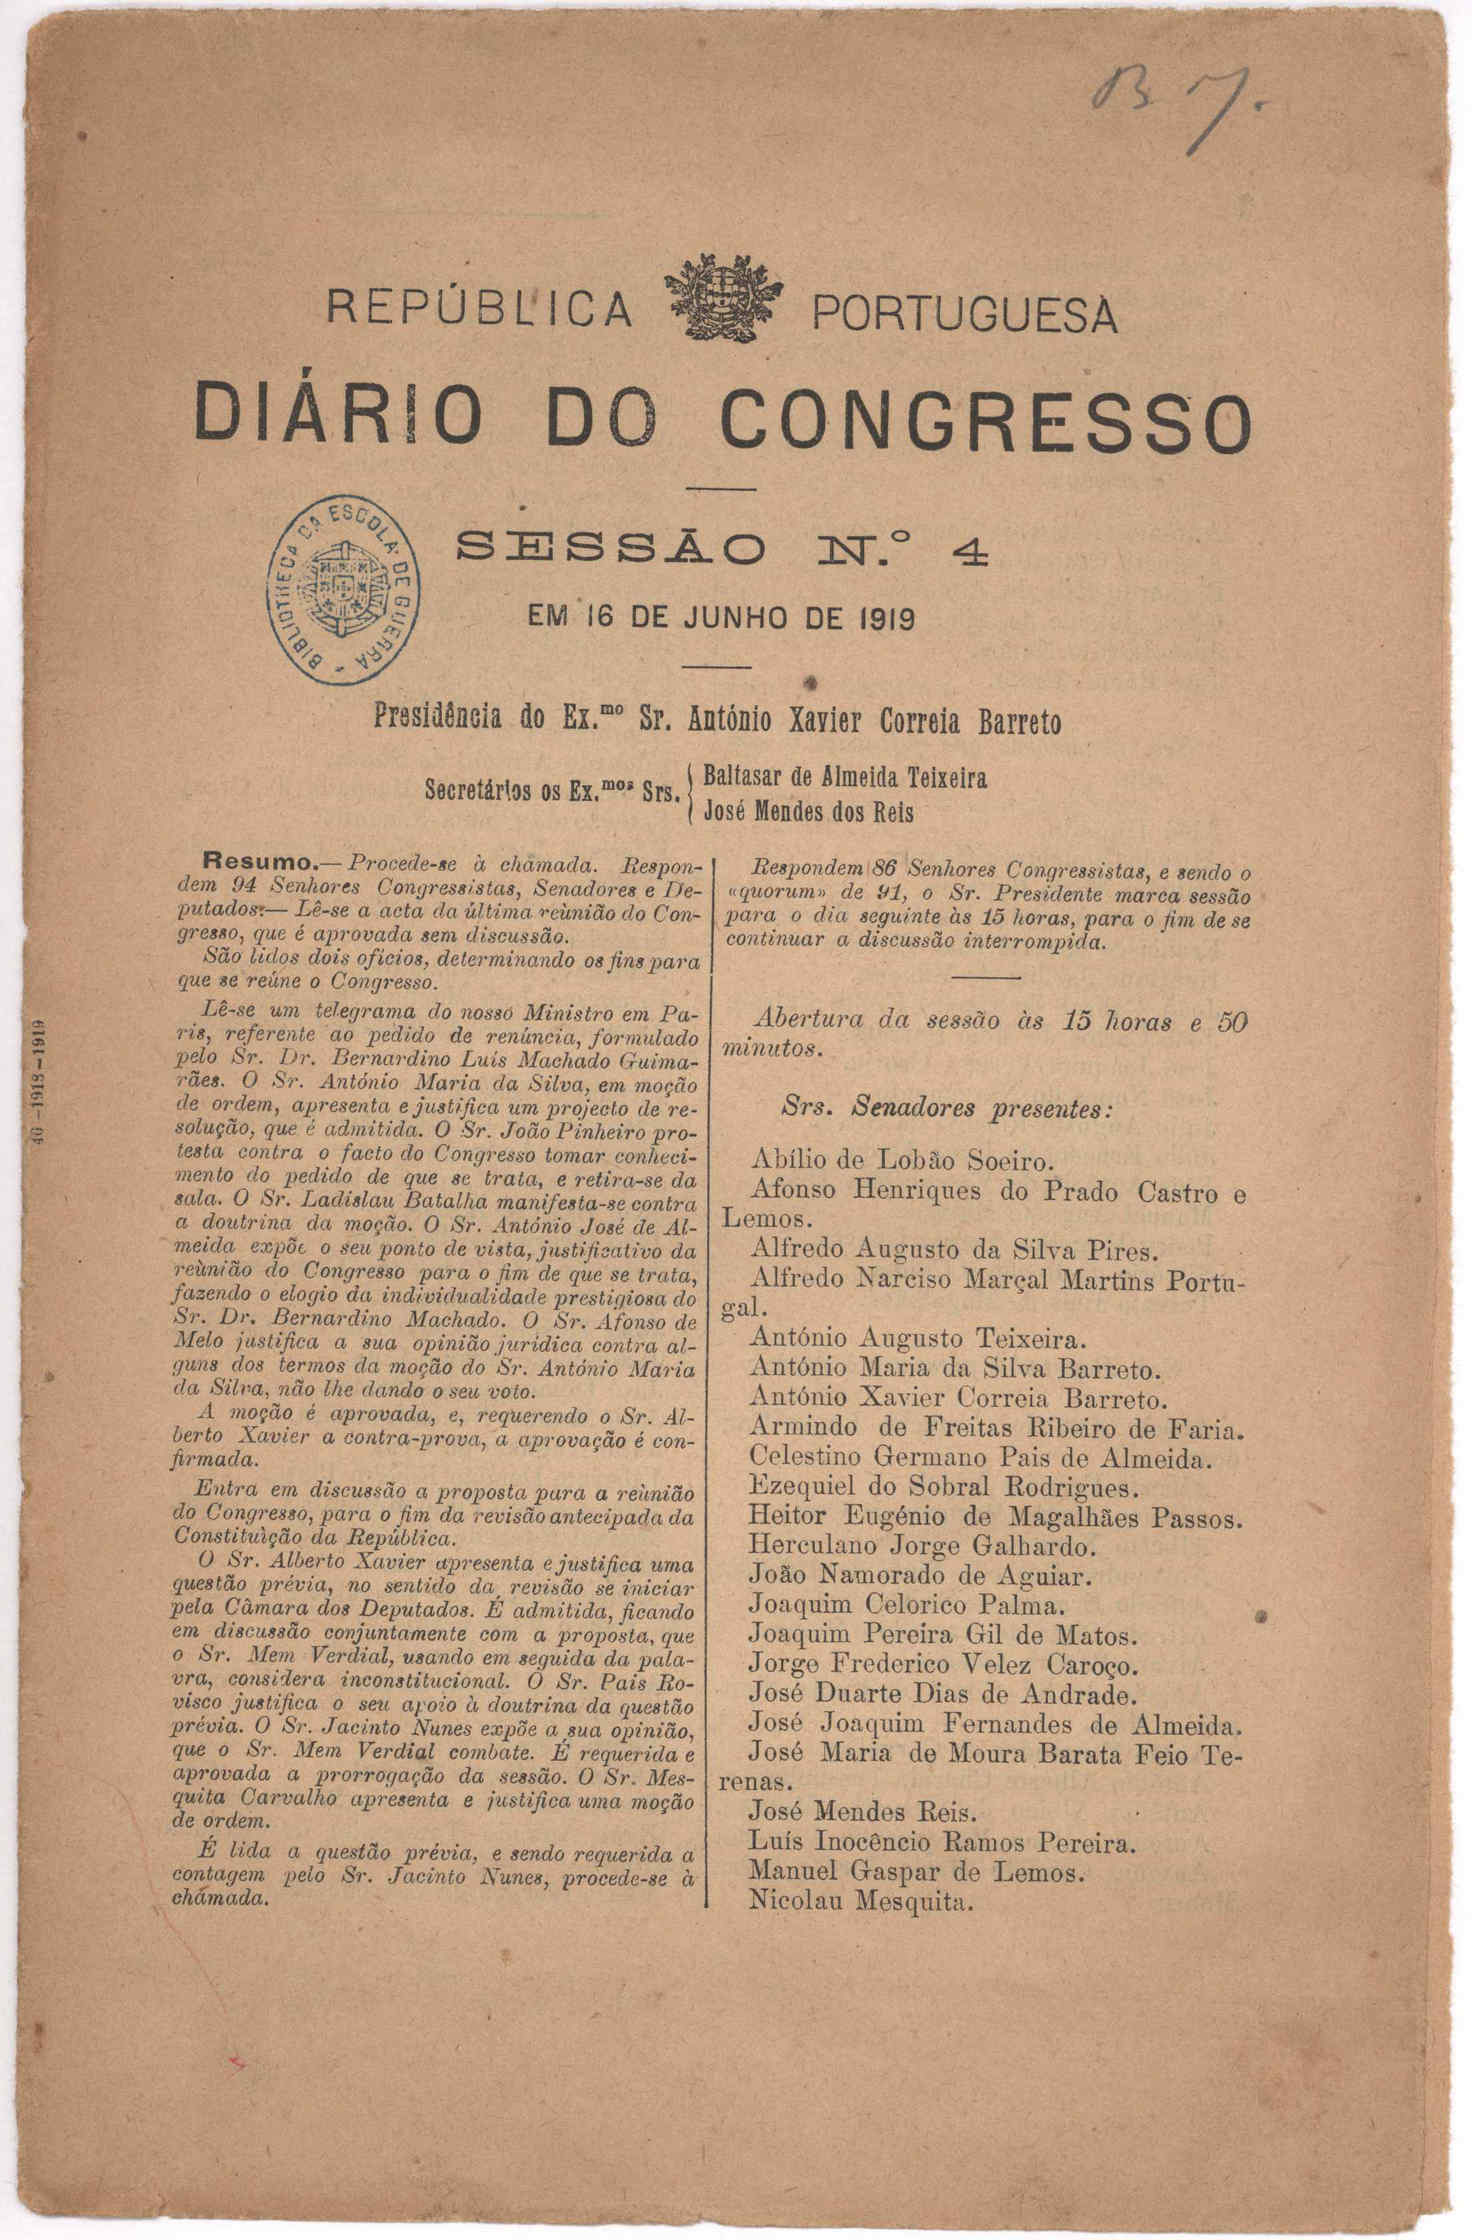 B M.
REPÚBLICA PORTUGUESA
DIÁRIO DO CONGRESSO
SESSÃO N.º 4
EM 16 DE JUNHO DE 1919
BIBLIOTHECA DA ESCOLA DE GUERRA
Presidência do Ex.mo Sr. António Xavier Correia Barreto
Secretários os Ex.mos Srs.
Baltasar de Almeida Teixeira
José Mendes dos Reis
Resumo.— Procede-se à chamada. Respon-
dem 94 Senhores Congressistas, Senadores e De-
putados.— Lê-se a acta da última reùnião do Con-
gresso, que é aprovada sem discussão.
São lidos dois ofícios, determinando os fins para
que se reúne o Congresso.
Lê-se um telegrama do nosso Ministro em Pa-
ris, referente ao pedido de renúncia, formulado
pelo Sr. Dr. Bernardino Luís Machado Guima-
rães. O Sr. António Maria da Silva, em moção
de ordem, apresenta e justifica um projecto de re-
solução, que é admitida. O Sr. João Pinheiro pro-
testa contra o facto do Congresso tomar conheci-
mento do pedido de que se trata, e retira-se da
sala. O Sr. Ladislau Batalha manifesta-se contra
a doutrina da moção. O Sr. António José de Al-
meida expõe o seu ponto de vista, justificativo da
reùnião do Congresso para o fim de que se trata,
fazendo o elogio da individualidade prestigiosa do
Sr. Dr. Bernardino Machado. O Sr. Afonso de
Melo justifica a sua opinião jurídica contra al-
guns dos termos da moção do Sr. António Maria
da Silva, não lhe dando o seu voto.
A moção é aprovada, e, requerendo o Sr. Al-
berto Xavier a contra-prova, a aprovação é con-
firmada.
Entra em discussão a proposta para a reùnião
do Congresso, para o fim da revisão antecipada da
Constituìção da República.
O Sr. Alberto Xavier apresenta e justifica uma
questão prévia, no sentido da revisão se iniciar
pela Câmara dos Deputados. É admitida, ficando
em discussão conjuntamente com a proposta, que
o Sr. Mem Verdial, usando em seguida da pala-
vra, considera inconstitucional. O Sr. Pais Ro-
visco justifica o seu apoio à doutrina da questão
prévia. O Sr. Jacinto Nunes expõe a sua opinião,
que o Sr. Mem Verdial combate. É requerida e
aprovada a prorrogação da sessão. O Sr. Mes-
quita Carvalho apresenta e justifica uma moção
de ordem.
É lida a questão prévia, e sendo requerida a
contagem pelo Sr. Jacinto Nunes, procede-se à
chamada.
Respondem 86 Senhores Congressistas, e sendo o
«quorum» de 91, o Sr. Presidente marca sessão
para o dia seguinte às 15 horas, para o fim de se
continuar a discussão interrompida.
Abertura da sessão às 15 horas e 50
minutos.
Srs. Senadores presentes:
Abílio de Lobão Soeiro.
Afonso Henriques do Prado Castro e
Lemos.
Alfredo Augusto da Silva Pires.
Alfredo Narciso Marçal Martins Portu-
gal.
António Augusto Teixeira.
António Maria da Silva Barreto.
António Xavier Correia Barreto.
Armindo de Freitas Ribeiro de Faria.
Celestino Germano Pais de Almeida.
Ezequiel do Sobral Rodrigues.
Heitor Eugénio de Magalhães Passos.
Herculano Jorge Galhardo.
João Namorado de Aguiar.
Joaquim Celorico Palma.
Joaquim Pereira Gil de Matos.
Jorge Frederico Velez Caroço.
José Duarte Dias de Andrade.
José Joaquim Fernandes de Almeida.
José Maria de Moura Barata Feio Te-
renas.
José Mendes Reis.
Luís Inocêncio Ramos Pereira.
Manuel Gaspar de Lemos.
Nicolau Mesquita.
40–1918–1919